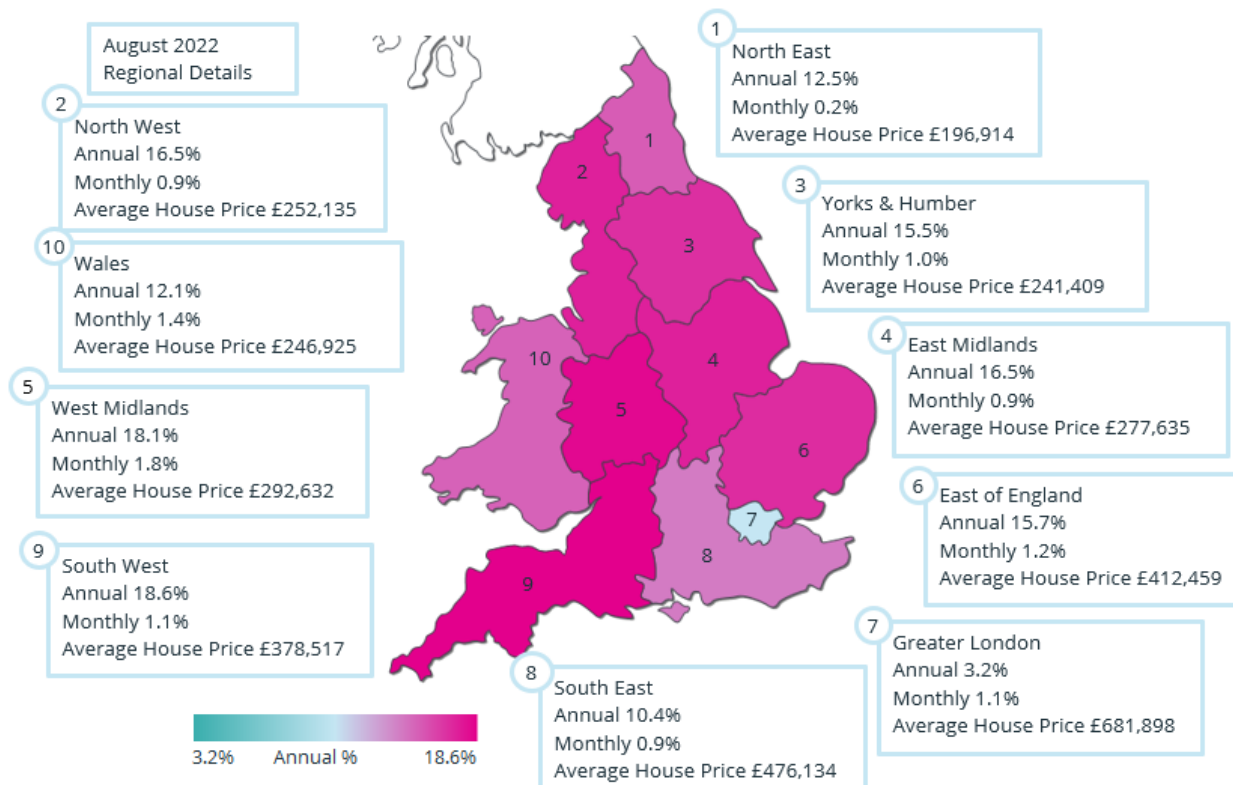 August 2022
Regional Details
1
North East
Annual 12.5%
Monthly 0.2%
Average House Price £196,914
2
North West
Annual 16.5%
Monthly 0.9%
Average House Price £252,135
3
Yorks & Humber
Annual 15.5%
Monthly 1.0%
Average House Price £241,409
10
Wales
Annual 12.1%
Monthly 1.4%
Average House Price £246,925
4
East Midlands
Annual 16.5%
Monthly 0.9%
Average House Price £277,635
5
West Midlands
Annual 18.1%
Monthly 1.8%
Average House Price £292,632
6
East of England
Annual 15.7%
Monthly 1.2%
Average House Price £412,459
9
South West
Annual 18.6%
Monthly 1.1%
Average House Price £378,517
7
Greater London
Annual 3.2%
Monthly 1.1%
Average House Price £681,898
8
South East
Annual 10.4%
Monthly 0.9%
Average House Price £476,134
1
2
3
10
4
5
6
7
8
9
3.2% Annual % 18.6%